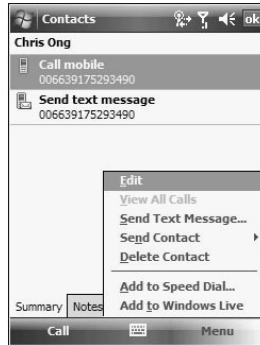 Contacts ok
Chris Ong
Call mobile
006639175293490
Send text message
006639175293490
Edit
View All Calls
Send Text Message...
Send Contact
Delete Contact
Add to Speed Dial...
Add to Windows Live
Summary Notes
Call Menu